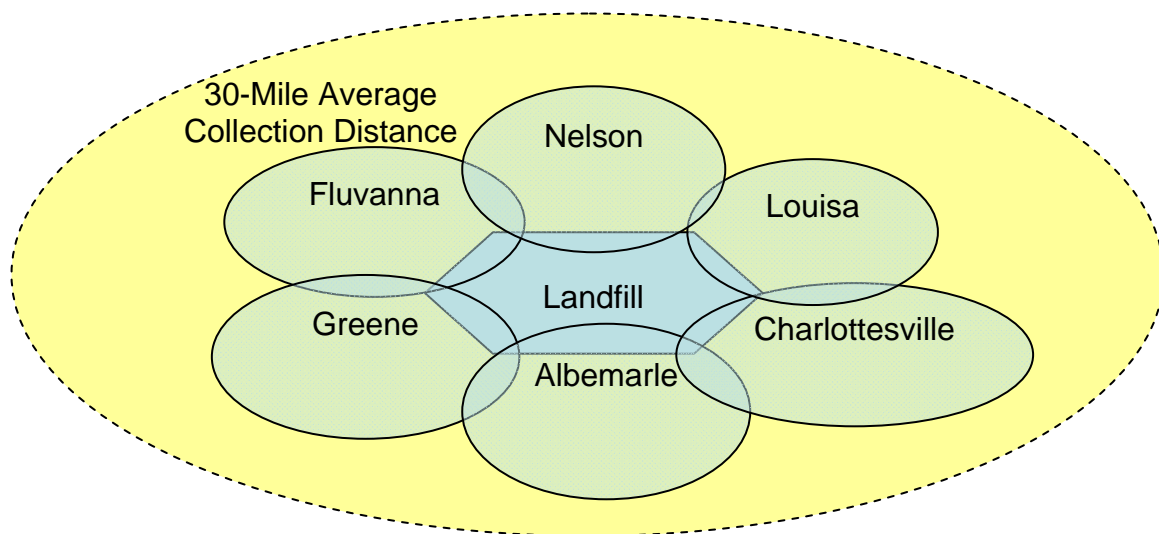 30-Mile Average
Collection Distance
Nelson
Fluvanna
Louisa
Landfill
Greene
Charlottesville
Albemarle